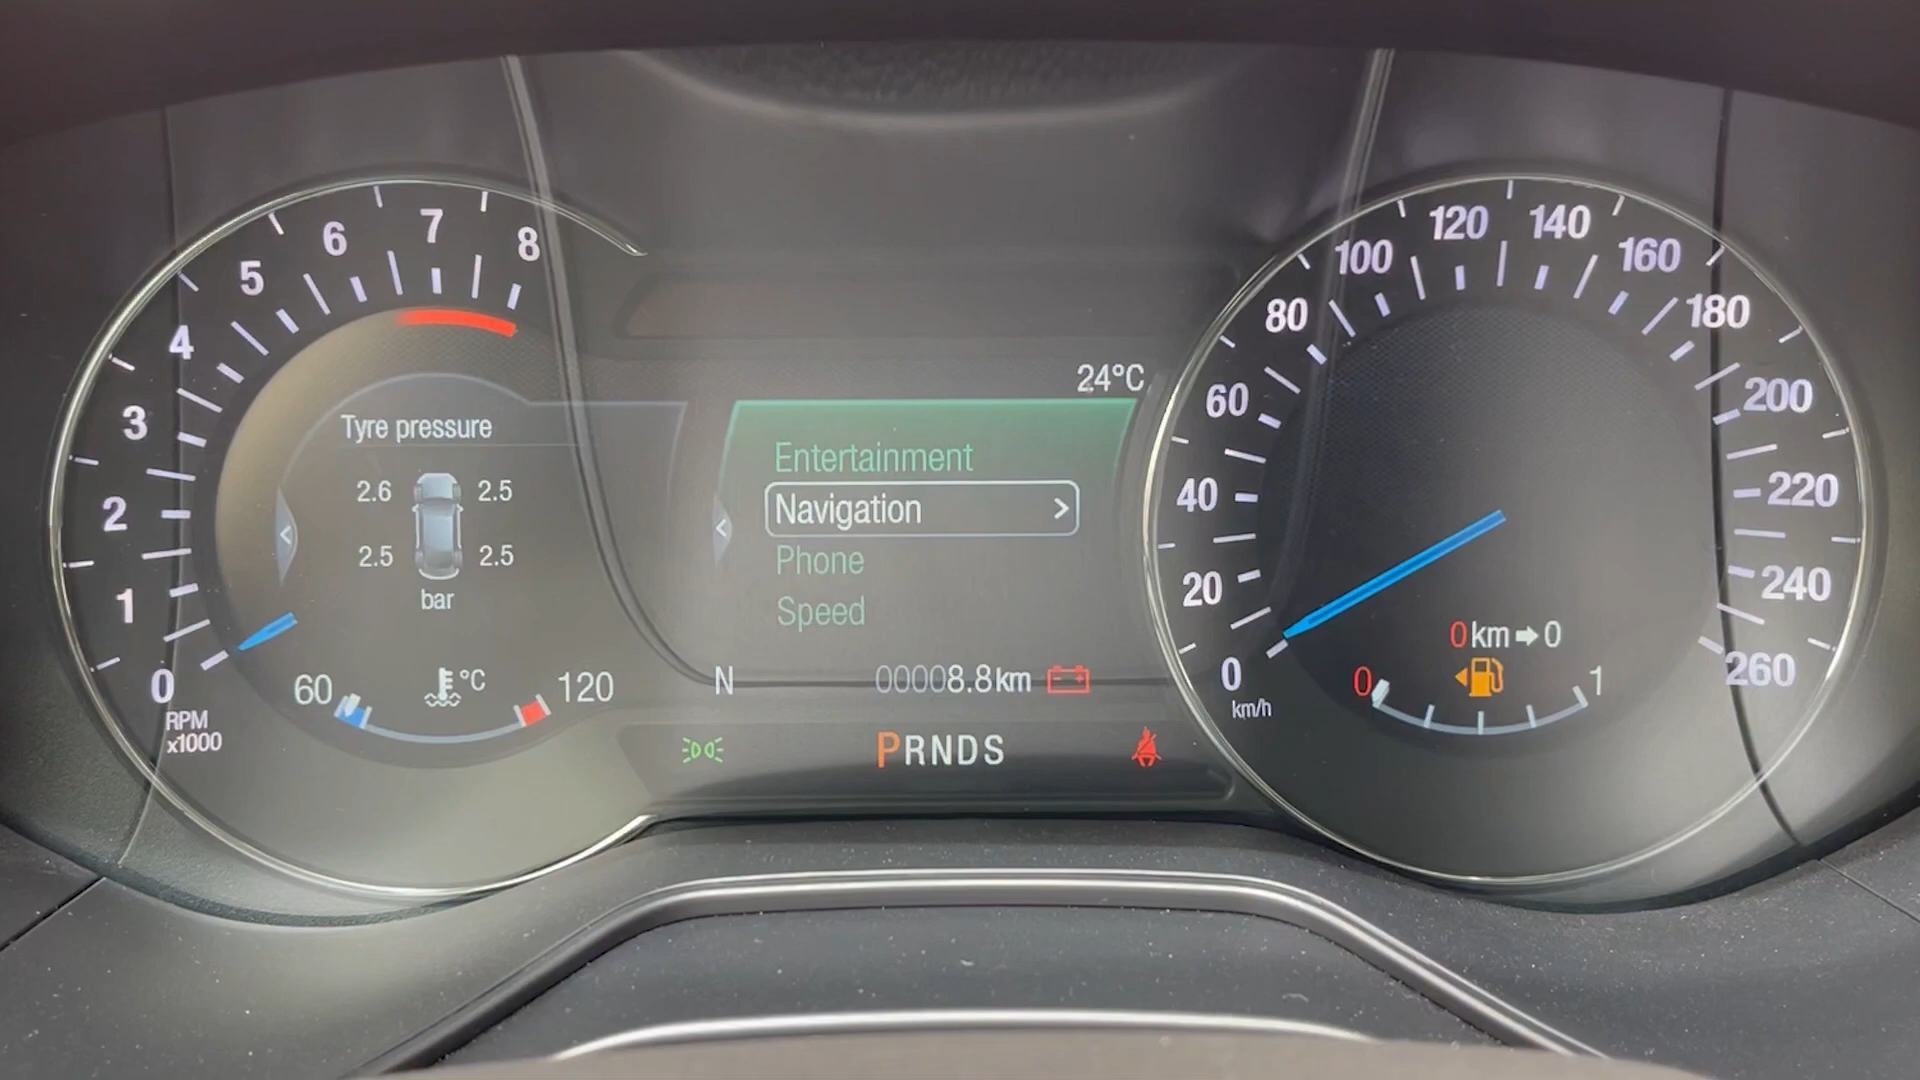 0
1
2
3
4
5
6
7
8
RPM
x1000
Tyre pressure
2.6 2.5
2.5 2.5
bar
60 °C 120
24°C
Entertainment
Navigation >
Phone
Speed
N 00008.8km
PRNDS
0
20
40
60
80
100
120
140
160
180
200
220
240
260
km/h
0km➡0
0 1